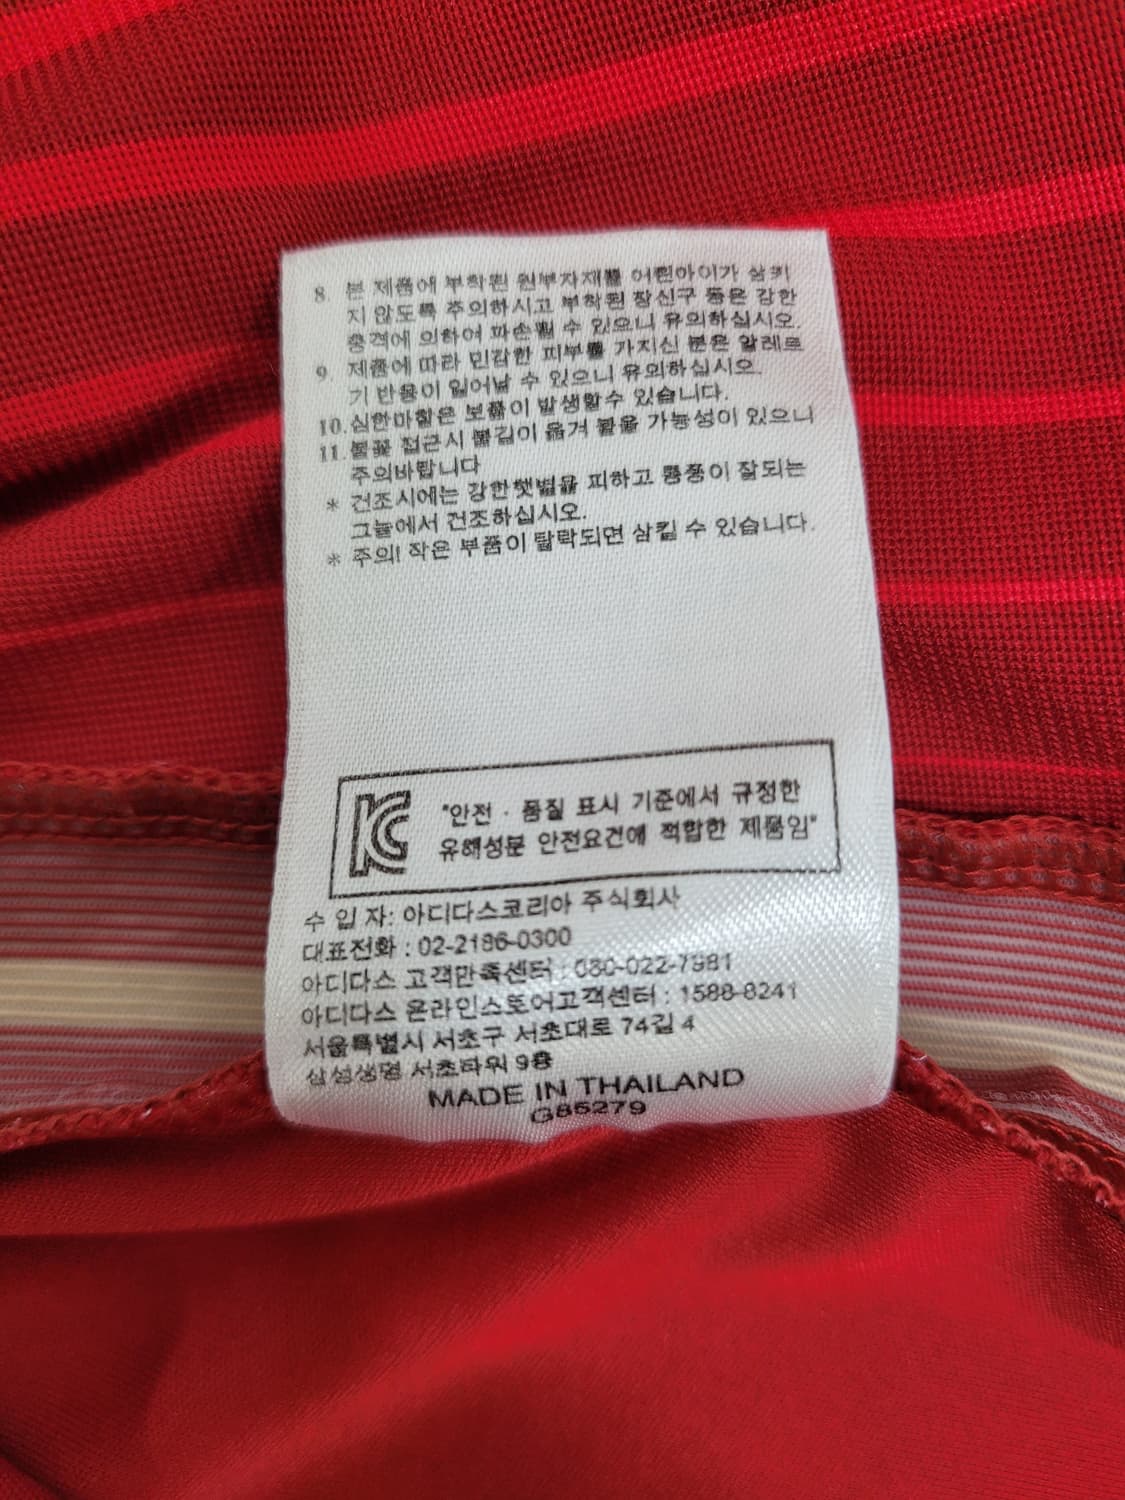 8. 본 제품에 부착된 원부자재를 어린아이가 삼키
지 않도록 주의하시고 부착된 장신구 등은 강한
충격에 의하여 파손될 수 있으니 유의하십시오.
9. 제품에 따라 민감한 피부를 가지신 분은 알레르
기 반응이 일어날 수 있으니 유의하십시오.
10.심한마찰은 보풀이 발생할수 있습니다.
11.불꽃 접근시 불길이 옮겨 붙을 가능성이 있으니
주의바랍니다
* 건조시에는 강한햇볕을 피하고 통풍이 잘되는
그늘에서 건조하십시오.
* 주의! 작은 부품이 탈락되면 삼킬 수 있습니다.
KC "안전 · 품질 표시 기준에서 규정한
유해성분 안전요건에 적합한 제품임"
수 입 자: 아디다스코리아 주식회사
대표전화 : 02-2186-0300
아디다스 고객만족센터 : 080-022-7981
아디다스 온라인스토어고객센터 : 1588-8241
서울특별시 서초구 서초대로 74길 4
삼성생명 서초타워 9층
MADE IN THAILAND
G85279